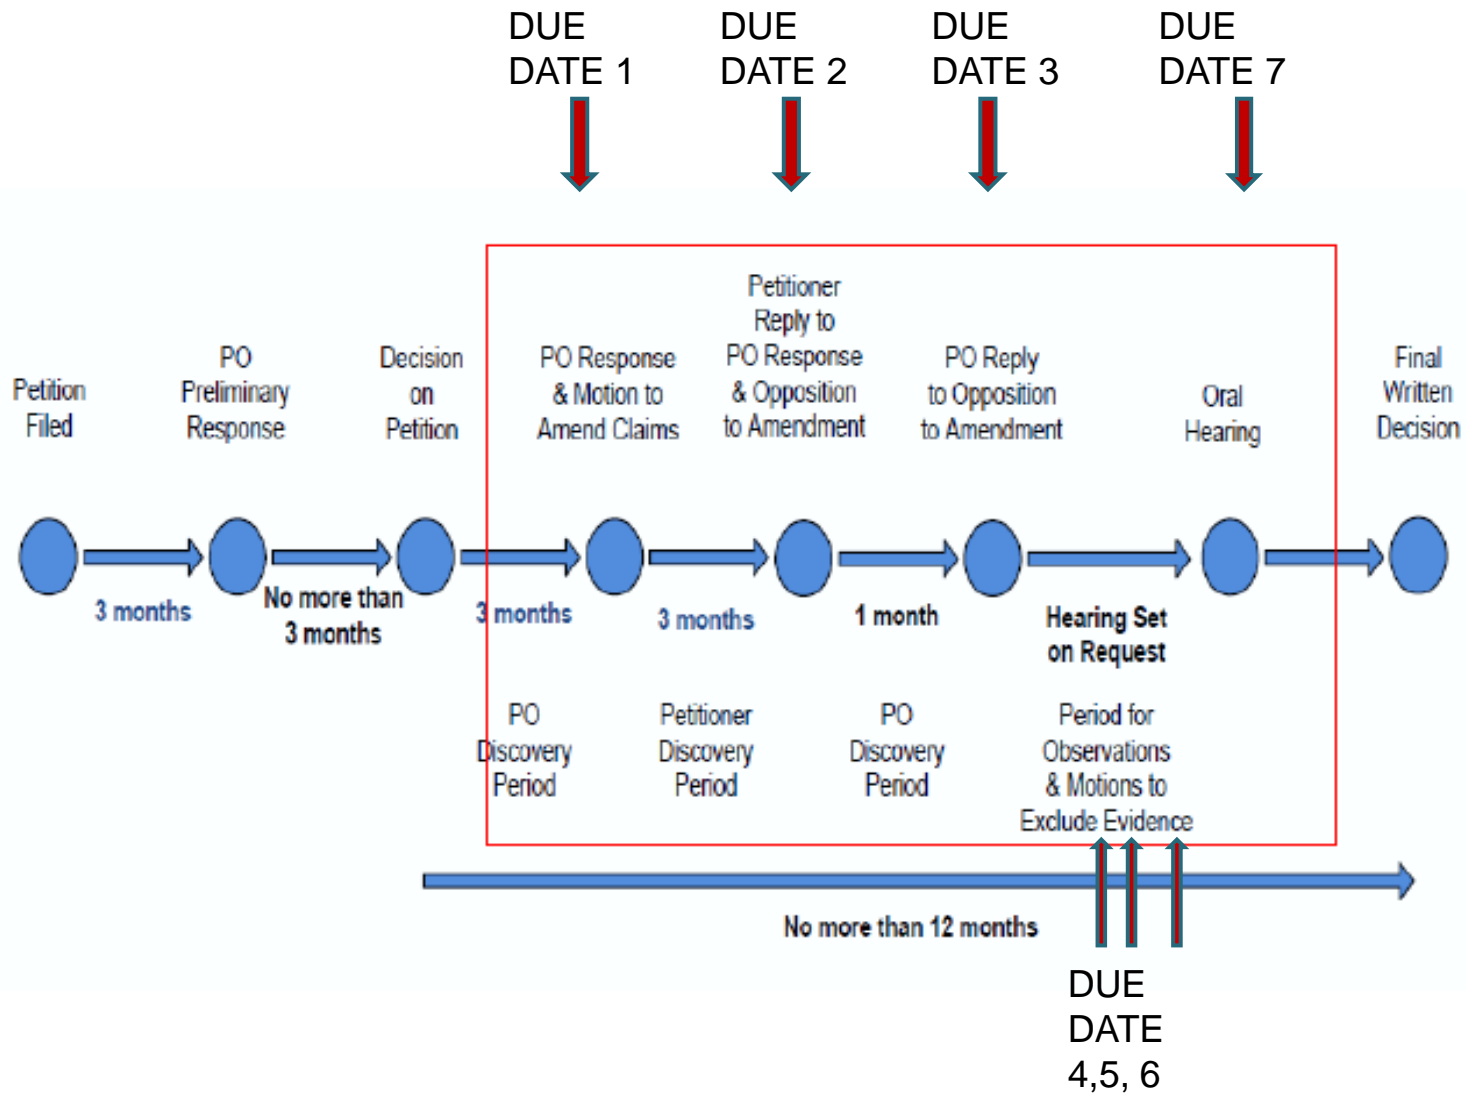 DUE
DATE 1
DUE
DATE 2
DUE
DATE 3
DUE
DATE 7
Petition
Filed
PO
Preliminary
Response
Decision
on
Petition
PO Response
& Motion to
Amend Claims
Petitioner
Reply to
PO Response
& Opposition
to Amendment
PO Reply
to Opposition
to Amendment
Oral
Hearing
Final
Written
Decision
3 months
No more than
3 months
3 months
3 months
1 month
Hearing Set
on Request
PO
Discovery
Period
Petitioner
Discovery
Period
PO
Discovery
Period
Period for
Observations
& Motions to
Exclude Evidence
No more than 12 months
DUE
DATE
4,5, 6